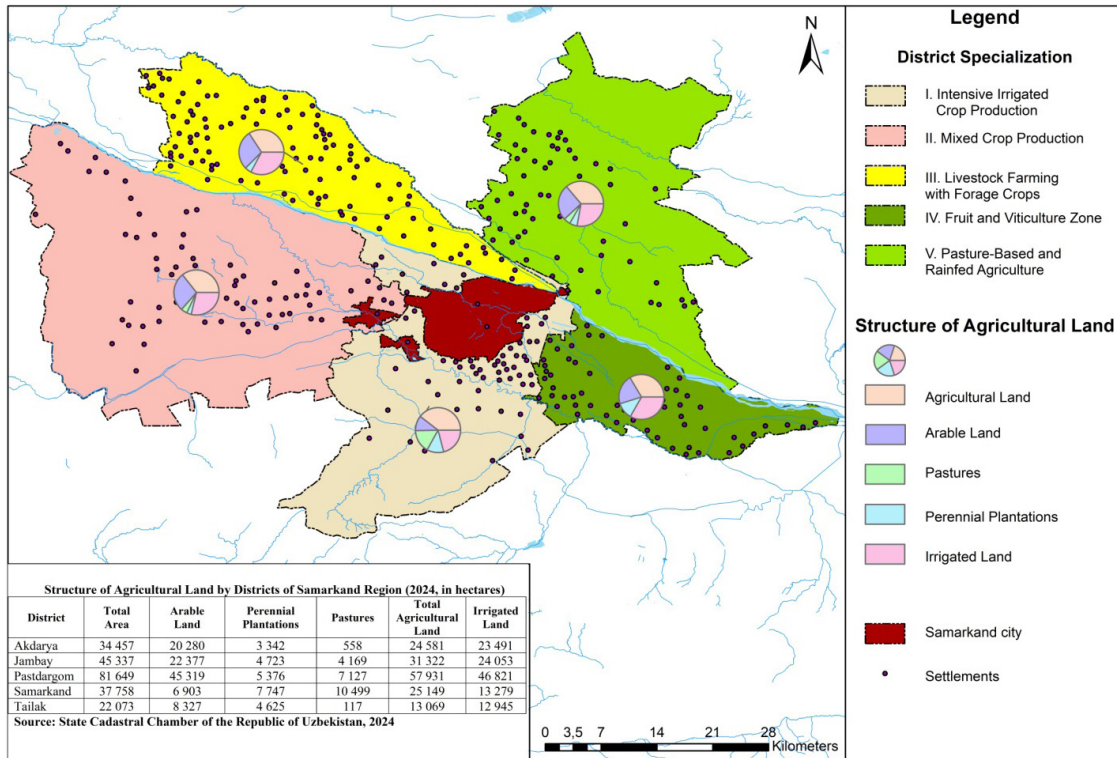 N
Legend
District Specialization
I. Intensive Irrigated
Crop Production
II. Mixed Crop Production
III. Livestock Farming
with Forage Crops
IV. Fruit and Viticulture Zone
V. Pasture-Based and
Rainfed Agriculture
Structure of Agricultural Land
Agricultural Land
Arable Land
Pastures
Perennial Plantations
Irrigated Land
Samarkand city
Settlements
Structure of Agricultural Land by Districts of Samarkand Region (2024, in hectares)
District Total Area Arable Land Perennial Plantations Pastures Total Agricultural Land Irrigated Land
Akdarya 34 457 20 280 3 342 558 24 581 23 491
Jambay 45 337 22 377 4 723 4 169 31 322 24 053
Pastdargom 81 649 45 319 5 376 7 127 57 931 46 821
Samarkand 37 758 6 903 7 747 10 499 25 149 13 279
Tailak 22 073 8 327 4 625 117 13 069 12 945
Source: State Cadastral Chamber of the Republic of Uzbekistan, 2024
0 3,5 7 14 21 28
Kilometers